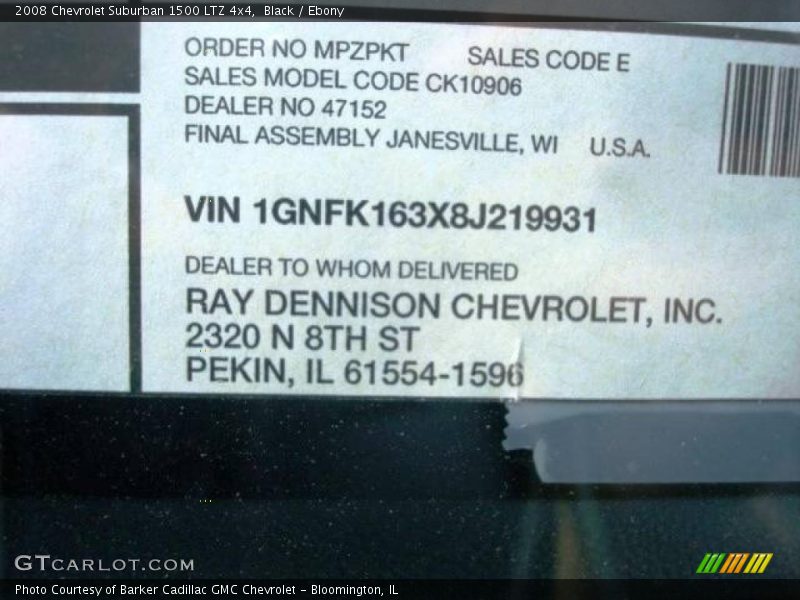 2008 Chevrolet Suburban 1500 LTZ 4x4, Black / Ebony
ORDER NO MPZPKT SALES CODE E
SALES MODEL CODE CK10906
DEALER NO 47152
FINAL ASSEMBLY JANESVILLE, WI U.S.A.
VIN 1GNFK163X8J219931
DEALER TO WHOM DELIVERED
RAY DENNISON CHEVROLET, INC.
2320 N 8TH ST
PEKIN, IL 61554-1596
GTCARLOT.COM
Photo Courtesy of Barker Cadillac GMC Chevrolet - Bloomington, IL